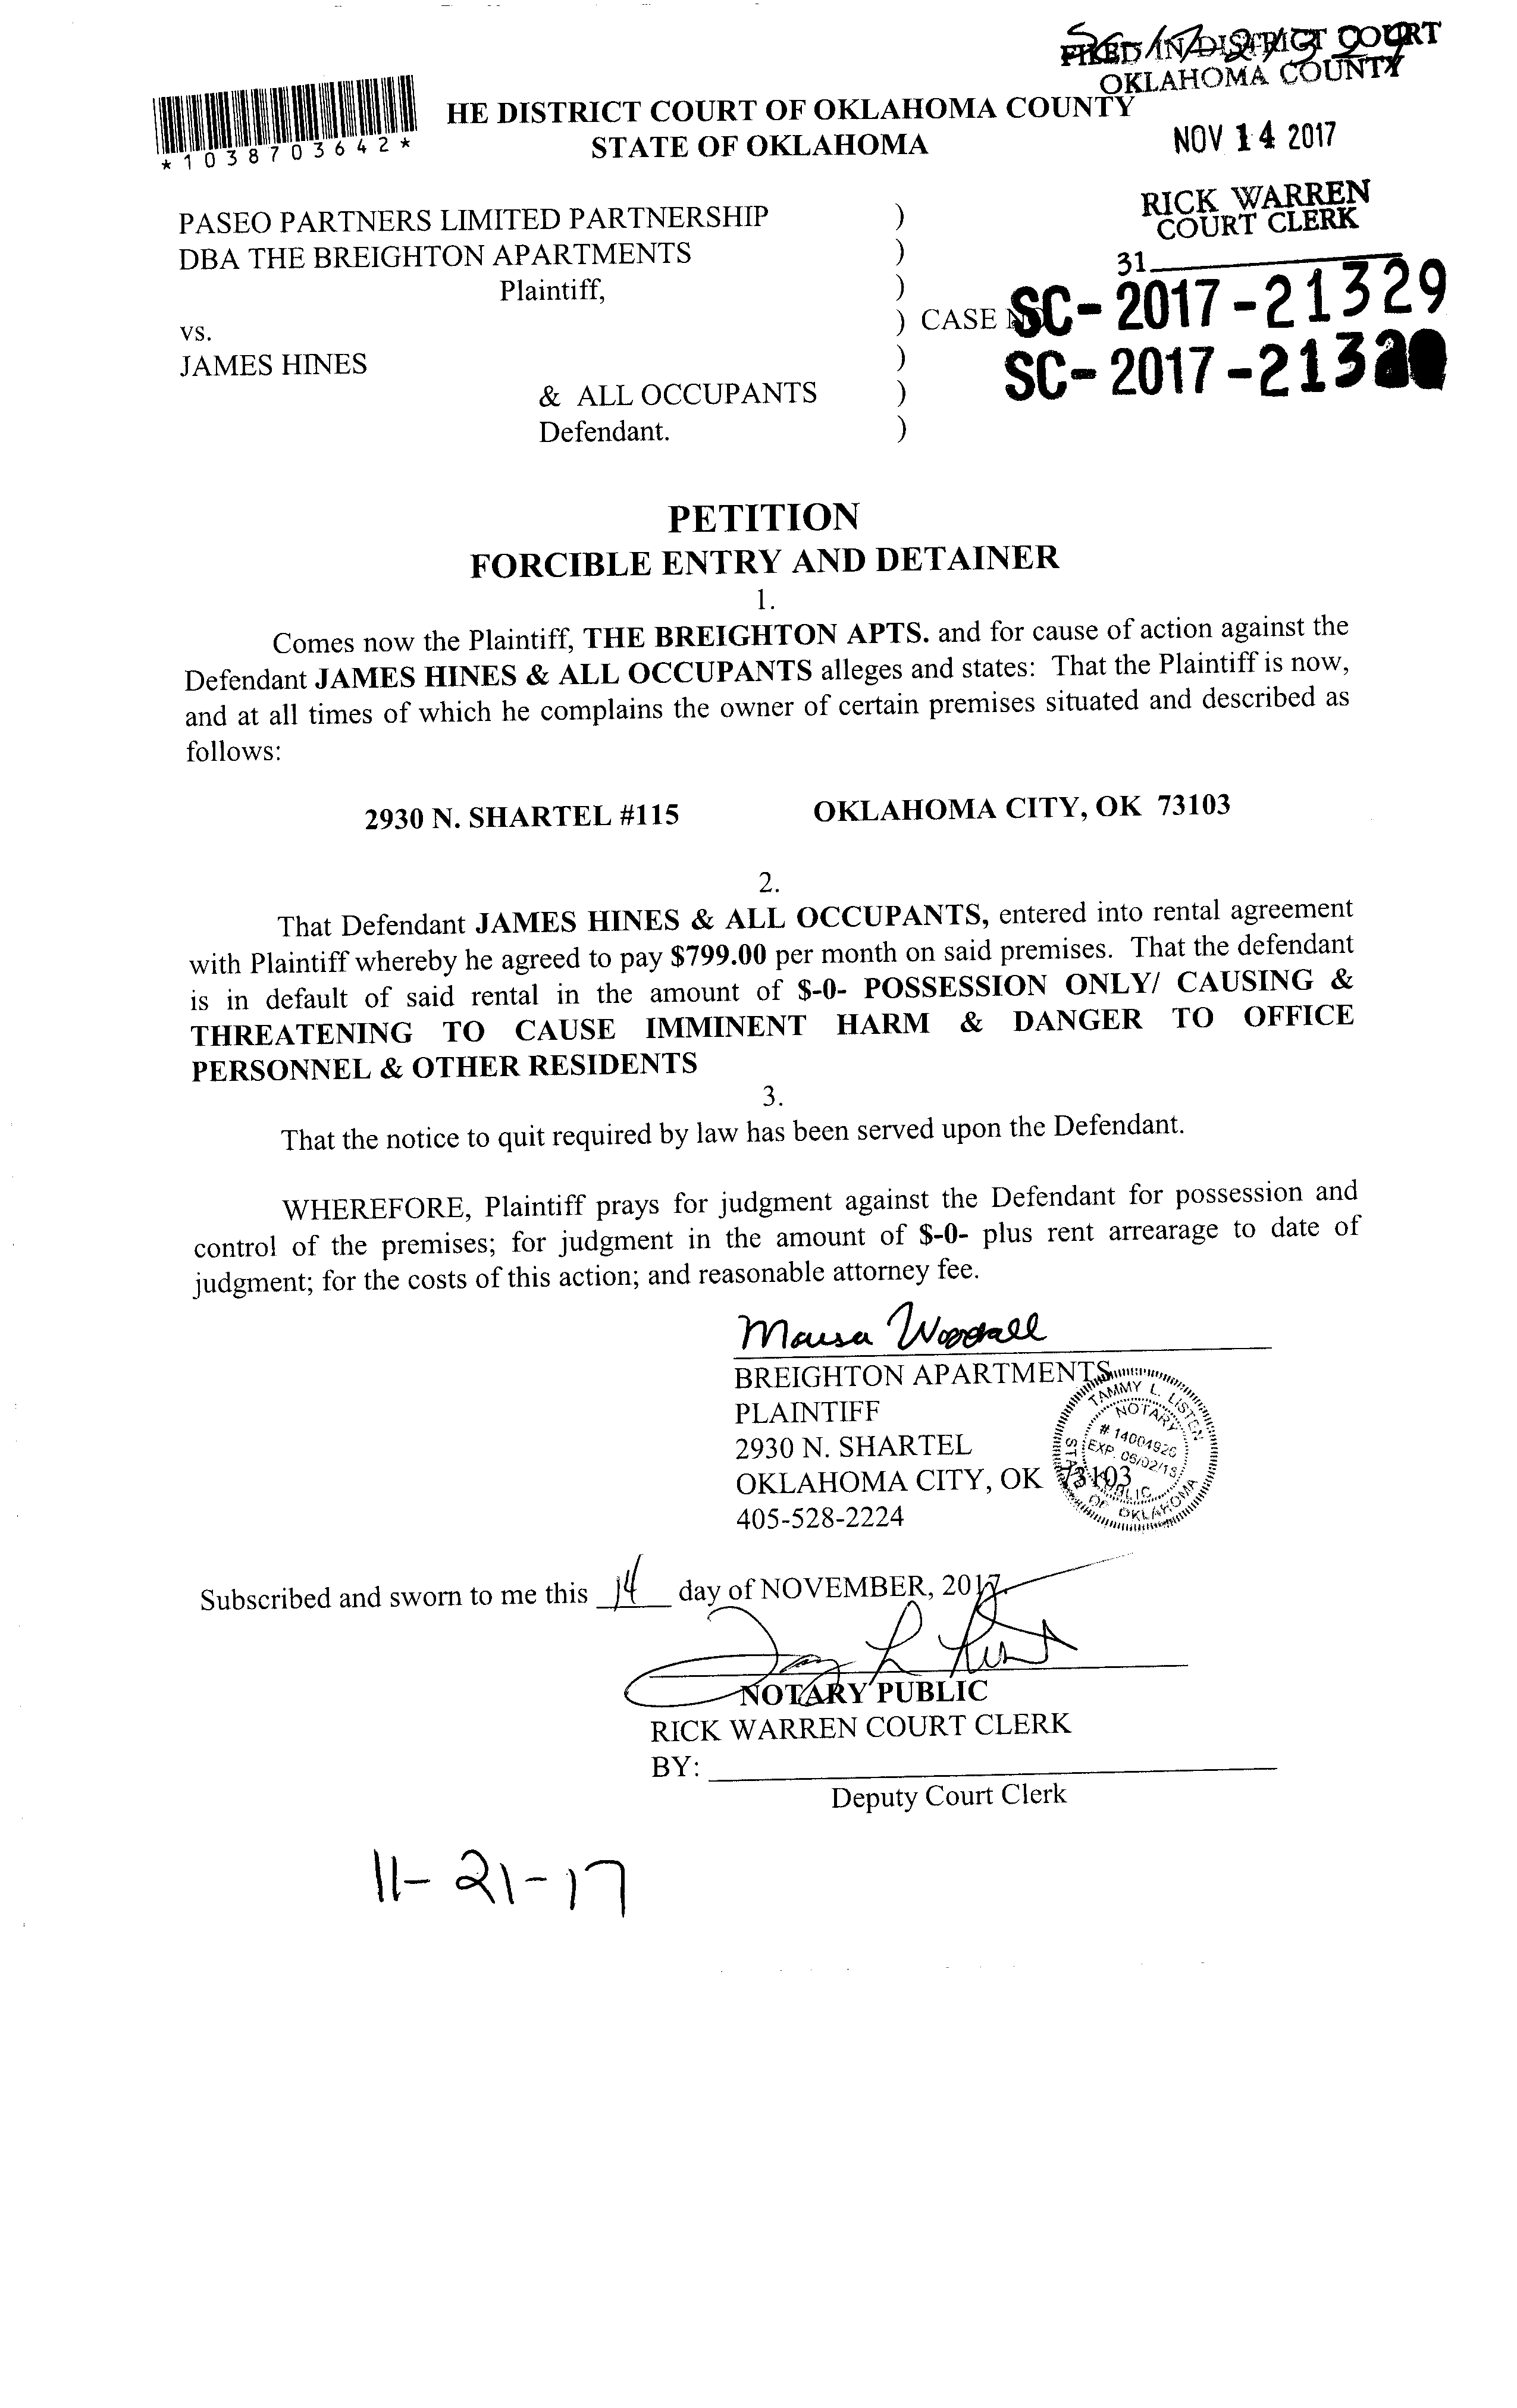 SC-17-21329
FILED IN DISTRICT COURT
OKLAHOMA COUNTY
*1038703642*
HE DISTRICT COURT OF OKLAHOMA COUNTY
STATE OF OKLAHOMA
NOV 14 2017
RICK WARREN
COURT CLERK
31
PASEO PARTNERS LIMITED PARTNERSHIP )
DBA THE BREIGHTON APARTMENTS )
Plaintiff, )
vs. ) CASE NO
SC-2017-21329
JAMES HINES )
SC-2017-2132
& ALL OCCUPANTS )
Defendant. )
PETITION
FORCIBLE ENTRY AND DETAINER
1.
Comes now the Plaintiff, THE BREIGHTON APTS. and for cause of action against the
Defendant JAMES HINES & ALL OCCUPANTS alleges and states: That the Plaintiff is now,
and at all times of which he complains the owner of certain premises situated and described as
follows:
2930 N. SHARTEL #115 OKLAHOMA CITY, OK 73103
2.
That Defendant JAMES HINES & ALL OCCUPANTS, entered into rental agreement
with Plaintiff whereby he agreed to pay $799.00 per month on said premises. That the defendant
is in default of said rental in the amount of $-0- POSSESSION ONLY/ CAUSING &
THREATENING TO CAUSE IMMINENT HARM & DANGER TO OFFICE
PERSONNEL & OTHER RESIDENTS
3.
That the notice to quit required by law has been served upon the Defendant.
WHEREFORE, Plaintiff prays for judgment against the Defendant for possession and
control of the premises; for judgment in the amount of $-0- plus rent arrearage to date of
judgment; for the costs of this action; and reasonable attorney fee.
BREIGHTON APARTMENTS
PLAINTIFF
2930 N. SHARTEL
OKLAHOMA CITY, OK 73103
405-528-2224
TAMMY L. LISTEN
NOTARY
# 14004926
EXP. 06/02/18
PUBLIC
STATE OF OKLAHOMA
Subscribed and sworn to me this 14 day of NOVEMBER, 2017.
NOTARY PUBLIC
RICK WARREN COURT CLERK
BY:
Deputy Court Clerk
11-21-17